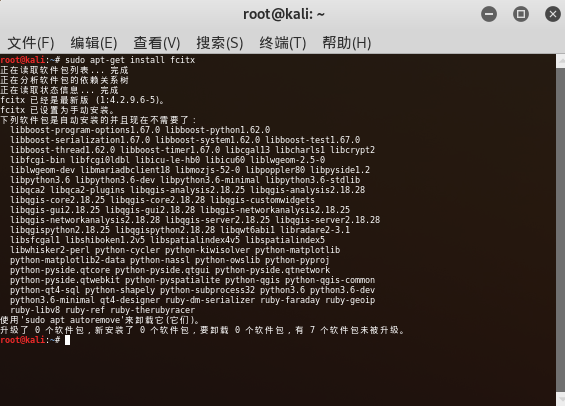 root@kali: ~
文件(F) 编辑(E) 查看(V) 搜索(S) 终端(T) 帮助(H)
root@kali:~# sudo apt-get install fcitx
正在读取软件包列表... 完成
正在分析软件包的依赖关系树
正在读取状态信息... 完成
fcitx 已经是最新版 (1:4.2.9.6-5)。
fcitx 已设置为手动安装。
下列软件包是自动安装的并且现在不需要了：
libboost-program-options1.67.0 libboost-python1.62.0
libboost-serialization1.67.0 libboost-system1.62.0 libboost-test1.67.0
libboost-thread1.62.0 libboost-timer1.67.0 libcgal13 libcharls1 libcrypt2
libfcgi-bin libfcgi0ldbl libicu-le-hb0 libicu60 liblwgeom-2.5-0
liblwgeom-dev libmariadbclient18 libmozjs-52-0 libpoppler80 libpyside1.2
libpython3.6 libpython3.6-dev libpython3.6-minimal libpython3.6-stdlib
libqca2 libqca2-plugins libqgis-analysis2.18.25 libqgis-analysis2.18.28
libqgis-core2.18.25 libqgis-core2.18.28 libqgis-customwidgets
libqgis-gui2.18.25 libqgis-gui2.18.28 libqgis-networkanalysis2.18.25
libqgis-networkanalysis2.18.28 libqgis-server2.18.25 libqgis-server2.18.28
libqgispython2.18.25 libqgispython2.18.28 libqwt6abi1 libradare2-3.1
libsfcgal1 libshiboken1.2v5 libspatialindex4v5 libspatialindex5
libwhisker2-perl python-cycler python-kiwisolver python-matplotlib
python-matplotlib2-data python-nassl python-owslib python-pyproj
python-pyside.qtcore python-pyside.qtgui python-pyside.qtnetwork
python-pyside.qtwebkit python-pyspatialite python-qgis python-qgis-common
python-qt4-sql python-shapely python-subprocess32 python3.6 python3.6-dev
python3.6-minimal qt4-designer ruby-dm-serializer ruby-faraday ruby-geoip
ruby-libv8 ruby-ref ruby-therubyracer
使用'sudo apt autoremove'来卸载它(它们)。
升级了 0 个软件包，新安装了 0 个软件包，要卸载 0 个软件包，有 7 个软件包未被升级。
root@kali:~#